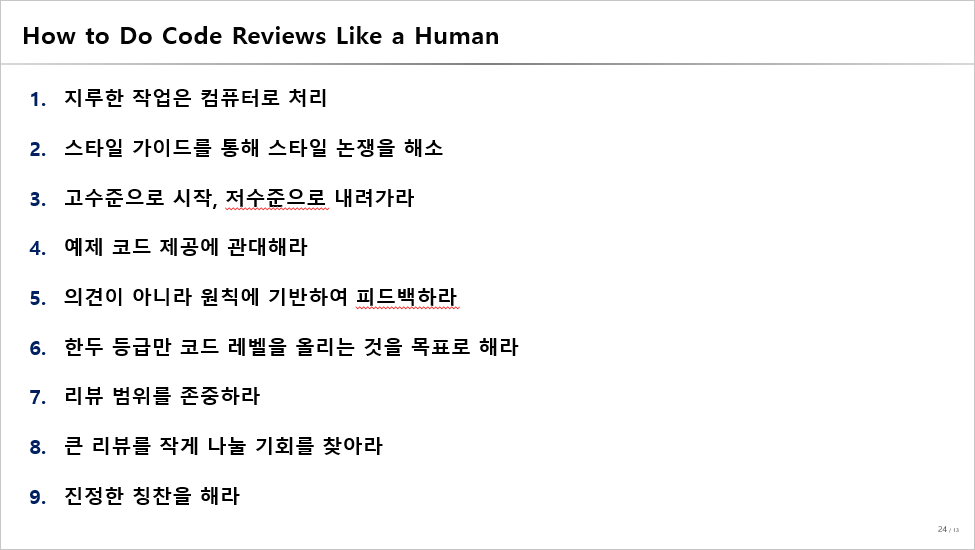 How to Do Code Reviews Like a Human
1. 지루한 작업은 컴퓨터로 처리
2. 스타일 가이드를 통해 스타일 논쟁을 해소
3. 고수준으로 시작, 저수준으로 내려가라
4. 예제 코드 제공에 관대해라
5. 의견이 아니라 원칙에 기반하여 피드백하라
6. 한두 등급만 코드 레벨을 올리는 것을 목표로 해라
7. 리뷰 범위를 존중하라
8. 큰 리뷰를 작게 나눌 기회를 찾아라
9. 진정한 칭찬을 해라
24 /